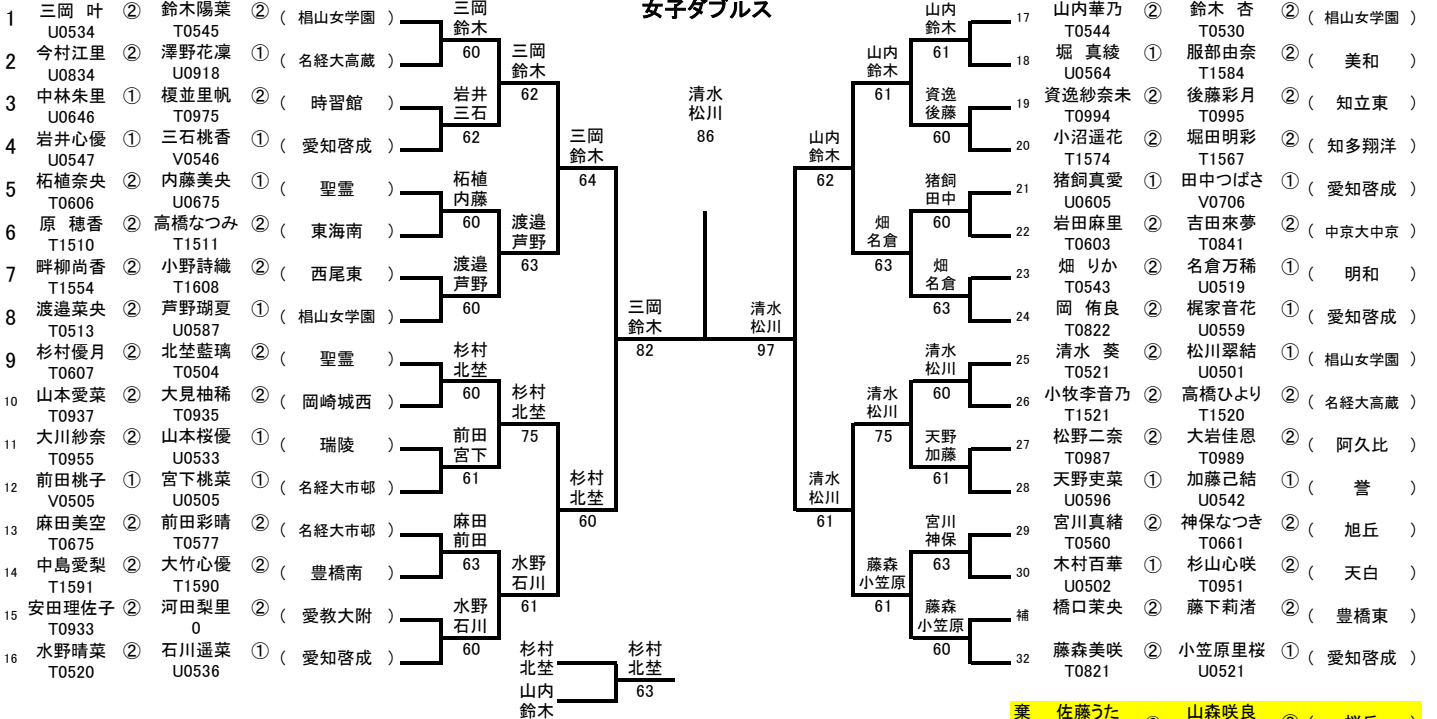 女子ダブルス
1 三岡 叶 ② 鈴木陽葉 ② ( 椙山女学園 )
U0534 T0545
2 今村江里 ② 澤野花凜 ① ( 名経大高蔵 )
U0834 U0918
3 中林朱里 ① 榎並里帆 ② ( 時習館 )
U0646 T0975
4 岩井心優 ① 三石桃香 ① ( 愛知啓成 )
U0547 V0546
5 柘植奈央 ② 内藤美央 ① ( 聖霊 )
T0606 U0675
6 原 穂香 ② 高橋なつみ ② ( 東海南 )
T1510 T1511
7 畔柳尚香 ② 小野詩織 ② ( 西尾東 )
T1554 T1608
8 渡邉菜央 ② 芦野瑚夏 ① ( 椙山女学園 )
T0513 U0587
9 杉村優月 ② 北埜藍璃 ② ( 聖霊 )
T0607 T0504
10 山本愛菜 ② 大見柚稀 ② ( 岡崎城西 )
T0937 T0935
11 大川紗奈 ② 山本桜優 ① ( 瑞陵 )
T0955 U0533
12 前田桃子 ① 宮下桃菜 ① ( 名経大市邨 )
V0505 U0505
13 麻田美空 ② 前田彩晴 ② ( 名経大市邨 )
T0675 T0577
14 中島愛梨 ② 大竹心優 ② ( 豊橋南 )
T1591 T1590
15 安田理佐子 ② 河田梨里 ② ( 愛教大附 )
T0933 0
16 水野晴菜 ② 石川遥菜 ① ( 愛知啓成 )
T0520 U0536
三岡
鈴木
60
岩井
三石
62
柘植
内藤
60
渡邉
芦野
60
杉村
北埜
60
前田
宮下
61
麻田
前田
63
水野
石川
60
三岡
鈴木
62
渡邉
芦野
63
杉村
北埜
75
水野
石川
61
三岡
鈴木
64
杉村
北埜
60
三岡
鈴木
82
清水
松川
86
清水
松川
97
山内
鈴木
62
清水
松川
61
山内
鈴木
61
畑
名倉
63
清水
松川
75
藤森
小笠原
61
山内
鈴木
61
資逸
後藤
60
猪飼
田中
60
畑
名倉
63
清水
松川
60
天野
加藤
61
宮川
神保
63
藤森
小笠原
60
17 山内華乃 ② 鈴木 杏 ② ( 椙山女学園 )
T0544 T0530
18 堀 真綾 ① 服部由奈 ② ( 美和 )
U0564 T1584
19 資逸紗奈未 ② 後藤彩月 ② ( 知立東 )
T0994 T0995
20 小沼遥花 ② 堀田明彩 ② ( 知多翔洋 )
T1574 T1567
21 猪飼真愛 ① 田中つばさ ① ( 愛知啓成 )
U0605 V0706
22 岩田麻里 ② 吉田來夢 ② ( 中京大中京 )
T0603 T0841
23 畑 りか ② 名倉万稀 ① ( 明和 )
T0543 U0519
24 岡 侑良 ② 梶家音花 ① ( 愛知啓成 )
T0822 U0559
25 清水 葵 ② 松川翠結 ① ( 椙山女学園 )
T0521 U0501
26 小牧李音乃 ② 高橋ひより ② ( 名経大高蔵 )
T1521 T1520
27 松野二奈 ② 大岩佳恩 ② ( 阿久比 )
T0987 T0989
28 天野吏菜 ① 加藤己結 ① ( 誉 )
U0596 U0542
29 宮川真緒 ② 神保なつき ② ( 旭丘 )
T0560 T0661
30 木村百華 ① 杉山心咲 ② ( 天白 )
U0502 T0951
補 橋口茉央 ② 藤下莉渚 ② ( 豊橋東 )
32 藤森美咲 ② 小笠原里桜 ① ( 愛知啓成 )
T0821 U0521
杉村
北埜
山内
鈴木
杉村
北埜
63
棄 佐藤うた 山森咲良